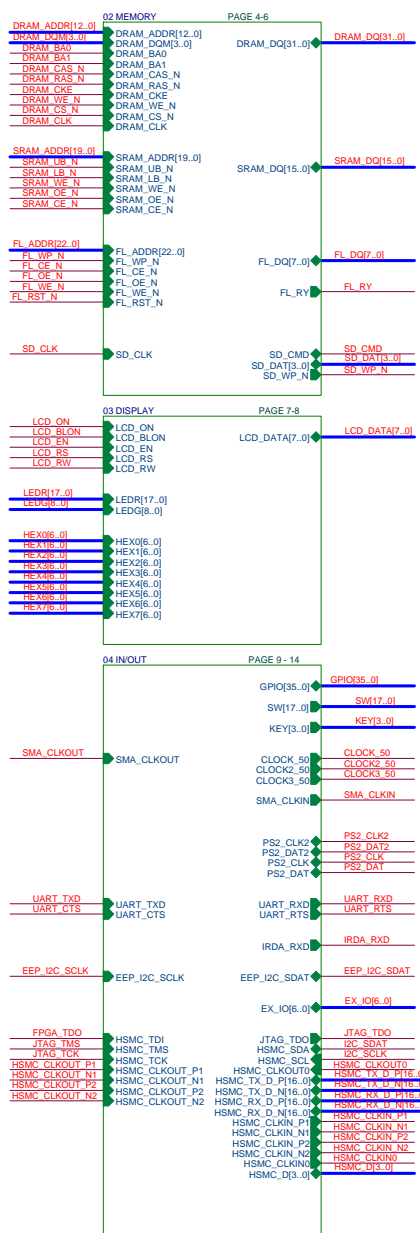 02 MEMORY PAGE 4-6
DRAM_ADDR[12..0] DRAM_ADDR[12..0] DRAM_DQ[31..0] DRAM_DQ[31..0]
DRAM_DQM[3..0] DRAM_DQM[3..0]
DRAM_BA0 DRAM_BA0
DRAM_BA1 DRAM_BA1
DRAM_CAS_N DRAM_CAS_N
DRAM_RAS_N DRAM_RAS_N
DRAM_CKE DRAM_CKE
DRAM_WE_N DRAM_WE_N
DRAM_CS_N DRAM_CS_N
DRAM_CLK DRAM_CLK
SRAM_ADDR[19..0] SRAM_ADDR[19..0] SRAM_DQ[15..0] SRAM_DQ[15..0]
SRAM_UB_N SRAM_UB_N
SRAM_LB_N SRAM_LB_N
SRAM_WE_N SRAM_WE_N
SRAM_OE_N SRAM_OE_N
SRAM_CE_N SRAM_CE_N
FL_ADDR[22..0] FL_ADDR[22..0] FL_DQ[7..0] FL_DQ[7..0]
FL_WP_N FL_WP_N
FL_CE_N FL_CE_N
FL_OE_N FL_OE_N
FL_WE_N FL_WE_N FL_RY FL_RY
FL_RST_N FL_RST_N
SD_CLK SD_CLK SD_CMD SD_CMD
SD_DAT[3..0] SD_DAT[3..0]
SD_WP_N SD_WP_N
03 DISPLAY PAGE 7-8
LCD_ON LCD_ON LCD_DATA[7..0] LCD_DATA[7..0]
LCD_BLON LCD_BLON
LCD_EN LCD_EN
LCD_RS LCD_RS
LCD_RW LCD_RW
LEDR[17..0] LEDR[17..0]
LEDG[8..0] LEDG[8..0]
HEX0[6..0] HEX0[6..0]
HEX1[6..0] HEX1[6..0]
HEX2[6..0] HEX2[6..0]
HEX3[6..0] HEX3[6..0]
HEX4[6..0] HEX4[6..0]
HEX5[6..0] HEX5[6..0]
HEX6[6..0] HEX6[6..0]
HEX7[6..0] HEX7[6..0]
04 IN/OUT PAGE 9 - 14
GPIO[35..0] GPIO[35..0]
SW[17..0] SW[17..0]
KEY[3..0] KEY[3..0]
SMA_CLKOUT SMA_CLKOUT CLOCK_50 CLOCK_50
CLOCK2_50 CLOCK2_50
CLOCK3_50 CLOCK3_50
SMA_CLKIN SMA_CLKIN
PS2_CLK2 PS2_CLK2
PS2_DAT2 PS2_DAT2
PS2_CLK PS2_CLK
PS2_DAT PS2_DAT
UART_TXD UART_TXD UART_RXD UART_RXD
UART_CTS UART_CTS UART_RTS UART_RTS
IRDA_RXD IRDA_RXD
EEP_I2C_SCLK EEP_I2C_SCLK EEP_I2C_SDAT EEP_I2C_SDAT
EX_IO[6..0] EX_IO[6..0]
FPGA_TDO HSMC_TDI JTAG_TDO JTAG_TDO
JTAG_TMS HSMC_TMS HSMC_SDA I2C_SDAT
JTAG_TCK HSMC_TCK HSMC_SCL I2C_SCLK
HSMC_CLKOUT_P1 HSMC_CLKOUT_P1 HSMC_CLKOUT0 HSMC_CLKOUT0
HSMC_CLKOUT_N1 HSMC_CLKOUT_N1 HSMC_TX_D_P[16..0] HSMC_TX_D_P[16..0
HSMC_CLKOUT_P2 HSMC_CLKOUT_P2 HSMC_TX_D_N[16..0] HSMC_TX_D_N[16..0
HSMC_CLKOUT_N2 HSMC_CLKOUT_N2 HSMC_RX_D_P[16..0] HSMC_RX_D_P[16..0
HSMC_RX_D_N[16..0] HSMC_RX_D_N[16..0
HSMC_CLKIN_P1 HSMC_CLKIN_P1
HSMC_CLKIN_N1 HSMC_CLKIN_N1
HSMC_CLKIN_P2 HSMC_CLKIN_P2
HSMC_CLKIN_N2 HSMC_CLKIN_N2
HSMC_CLKIN0 HSMC_CLKIN0
HSMC_D[3..0] HSMC_D[3..0]